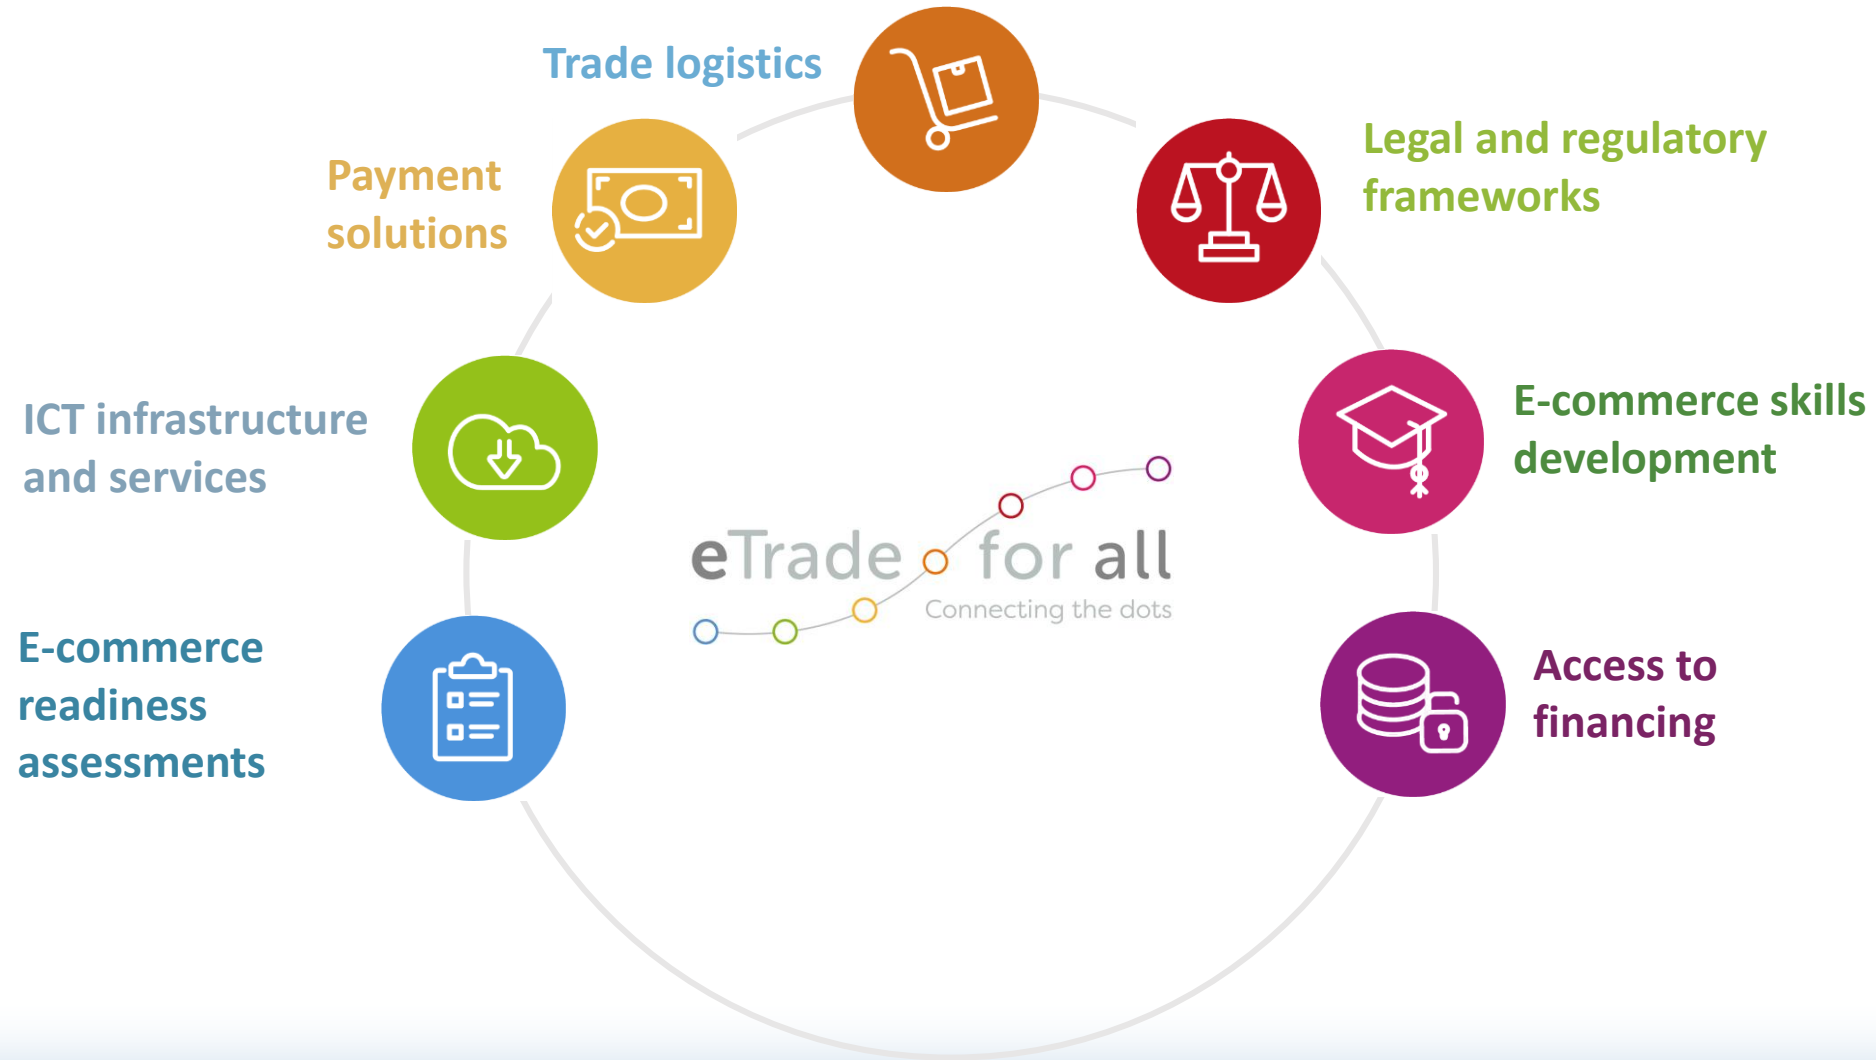 Trade logistics
Payment
solutions
Legal and regulatory
frameworks
ICT infrastructure
and services
E-commerce skills
development
eTrade for all
Connecting the dots
E-commerce
readiness
assessments
Access to
financing